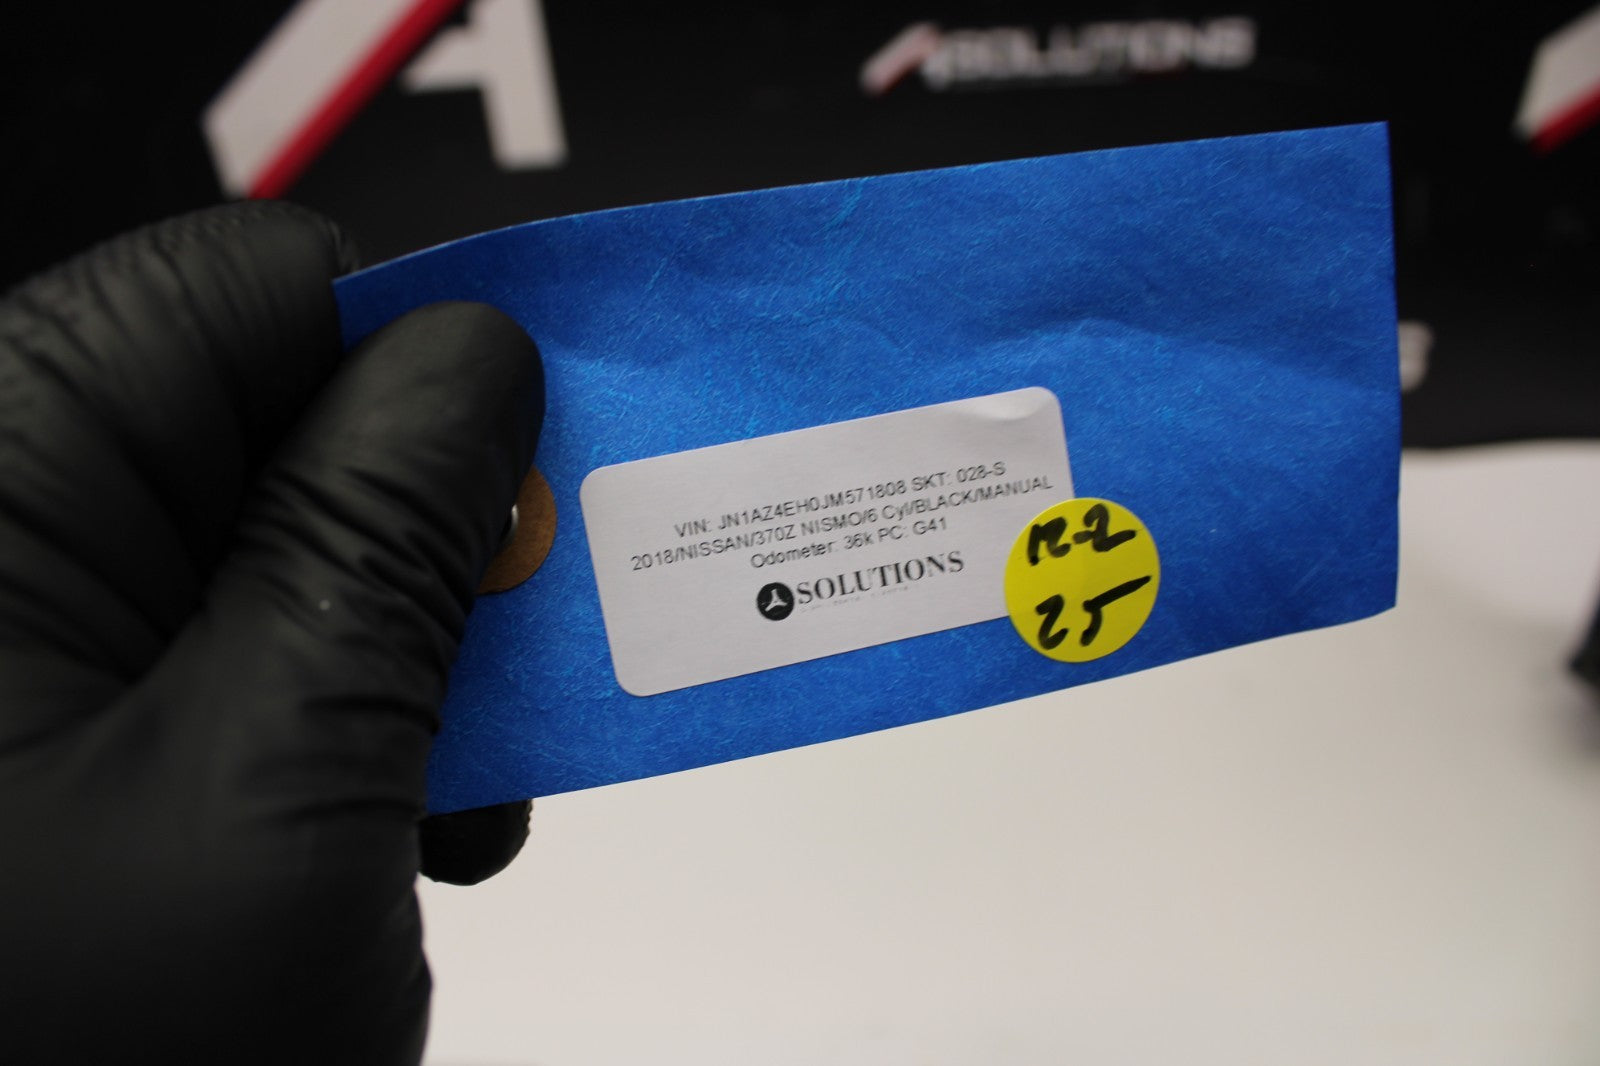 SOLUTIONS
VIN: JN1AZ4EH0JM571808 SKT: 028-S
2018/NISSAN/370Z NISMO/6 Cyl/BLACK/MANUAL
Odometer: 36k PC: G41
SOLUTIONS
12-2
25